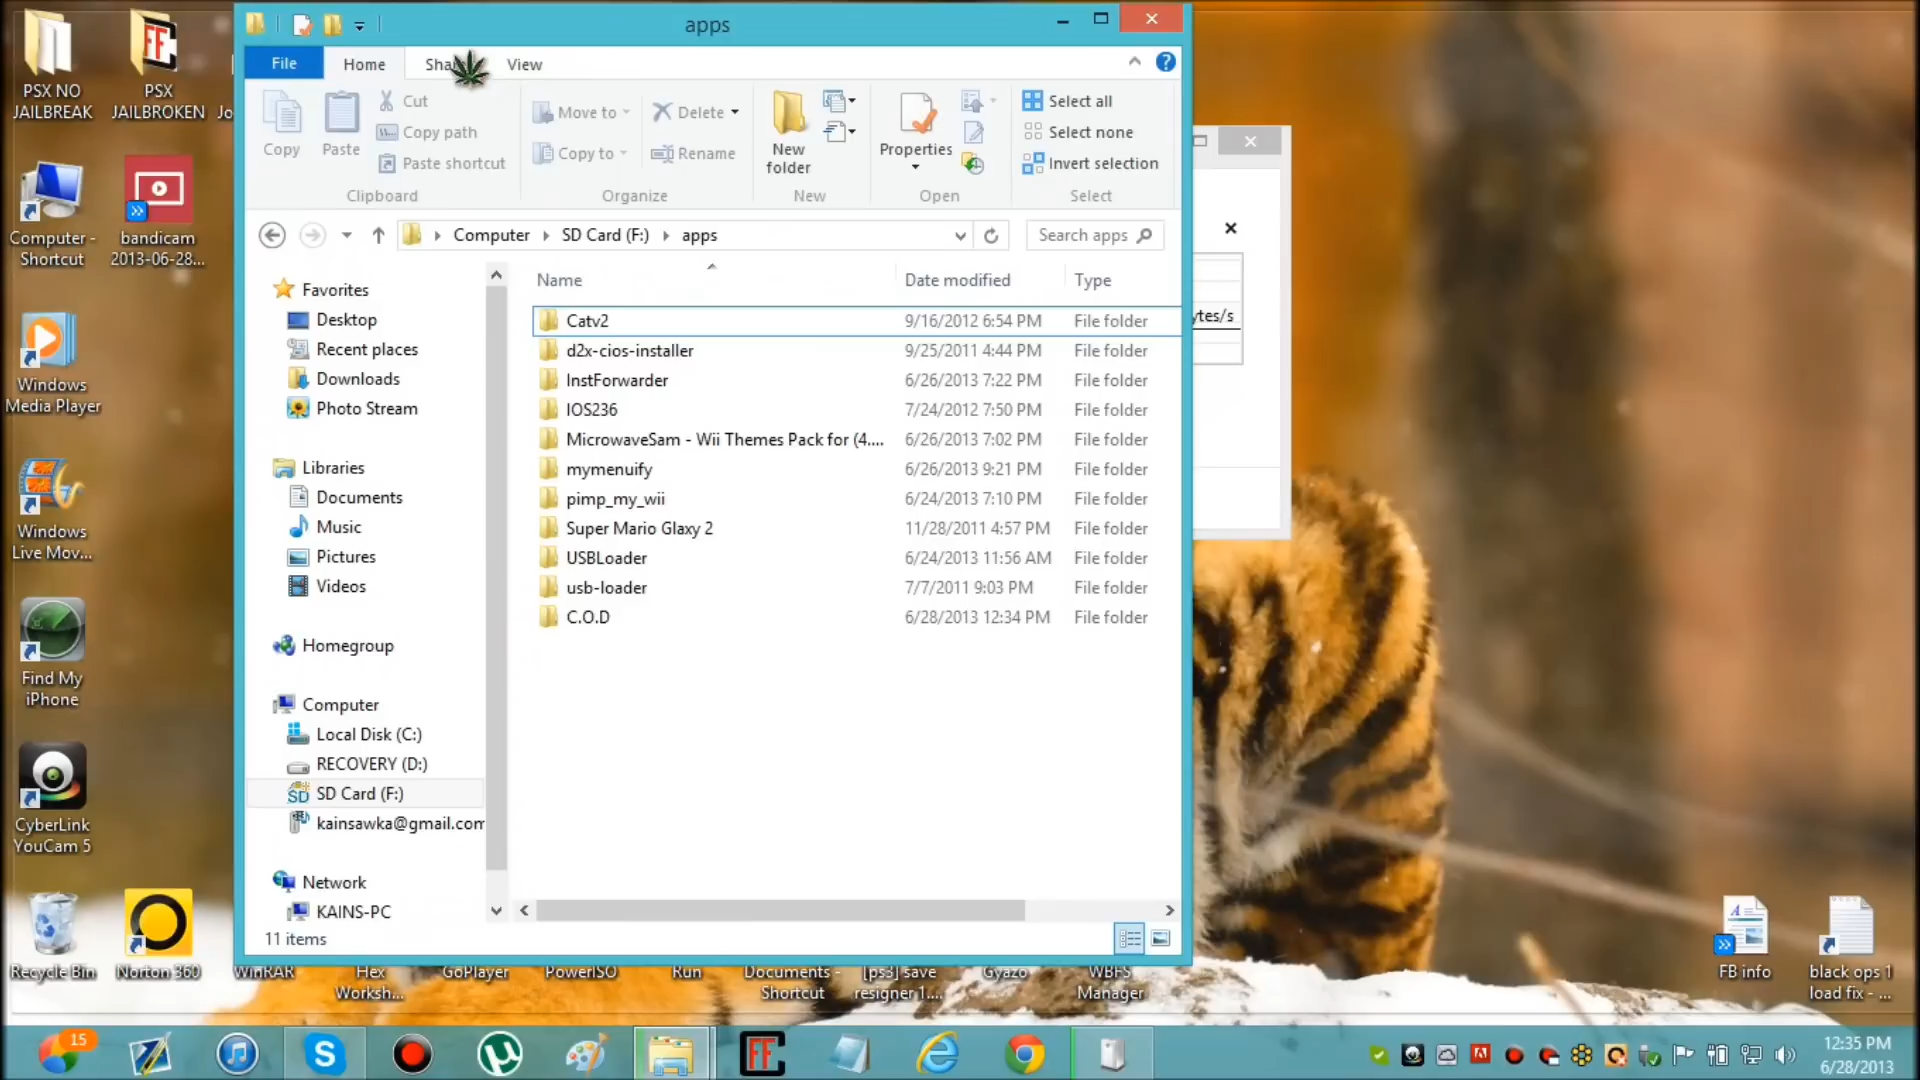 apps
File
Home
View
Copy
Paste
Cut
Copy path
Paste shortcut
Clipboard
Move to
Copy to
Delete
Rename
Organize
New
folder
New
Properties
Open
Select all
Select none
Invert selection
Select
Computer
SD Card (F:)
apps
Search apps
Name
Date modified
Type
Catv2 9/16/2012 6:54 PM File folder
d2x-cios-installer 9/25/2011 4:44 PM File folder
InstForwarder 6/26/2013 7:22 PM File folder
IOS236 7/24/2012 7:50 PM File folder
MicrowaveSam - Wii Themes Pack for (4.... 6/26/2013 7:02 PM File folder
mymenuify 6/26/2013 9:21 PM File folder
pimp_my_wii 6/24/2013 7:10 PM File folder
Super Mario Glaxy 2 11/28/2011 4:57 PM File folder
USBLoader 6/24/2013 11:56 AM File folder
usb-loader 7/7/2011 9:03 PM File folder
C.O.D 6/28/2013 12:34 PM File folder
Favorites
Desktop
Recent places
Downloads
Photo Stream
Libraries
Documents
Music
Pictures
Videos
Homegroup
Computer
Local Disk (C:)
RECOVERY (D:)
SD Card (F:)
kainsawka@gmail.com
Network
KAINS-PC
11 items
ytes/s
PSX NO
JAILBREAK
PSX
JAILBROKEN
Jo
Computer -
Shortcut
bandicam
2013-06-28...
Windows
Media Player
Windows
Live Mov...
Find My
iPhone
CyberLink
YouCam 5
Recycle Bin
Norton 360
WinRAR
Hex
Worksh...
GoPlayer
PowerISO
Run
Documents -
Shortcut
[ps3] save
resigner 1....
Gyazo
WBFS
Manager
FB info
black ops 1
load fix - ...
15
12:35 PM
6/28/2013